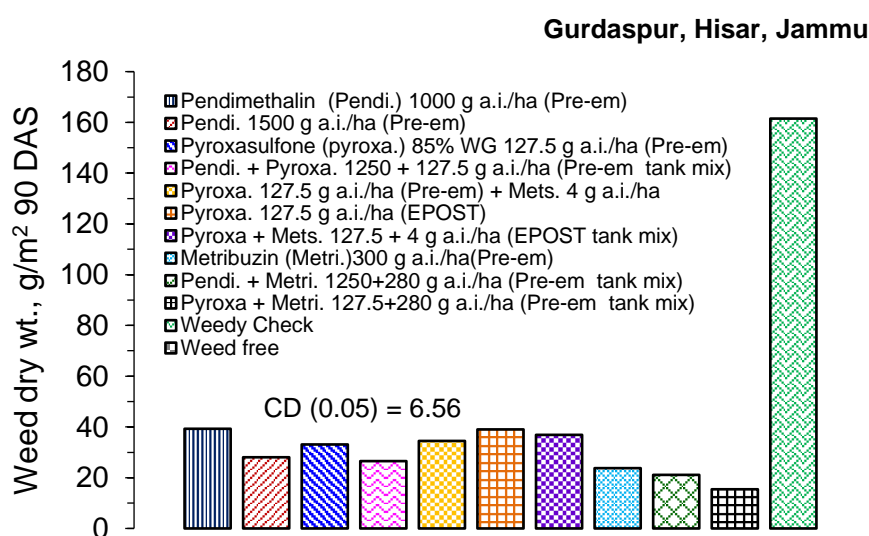 Gurdaspur, Hisar, Jammu
Weed dry wt., g/m² 90 DAS
180
160
140
120
100
80
60
40
20
0
Pendimethalin (Pendi.) 1000 g a.i./ha (Pre-em)
Pendi. 1500 g a.i./ha (Pre-em)
Pyroxasulfone (pyroxa.) 85% WG 127.5 g a.i./ha (Pre-em)
Pendi. + Pyroxa. 1250 + 127.5 g a.i./ha (Pre-em tank mix)
Pyroxa. 127.5 g a.i./ha (Pre-em) + Mets. 4 g a.i./ha
Pyroxa. 127.5 g a.i./ha (EPOST)
Pyroxa + Mets. 127.5 + 4 g a.i./ha (EPOST tank mix)
Metribuzin (Metri.)300 g a.i./ha(Pre-em)
Pendi. + Metri. 1250+280 g a.i./ha (Pre-em tank mix)
Pyroxa + Metri. 127.5+280 g a.i./ha (Pre-em tank mix)
Weedy Check
Weed free
CD (0.05) = 6.56